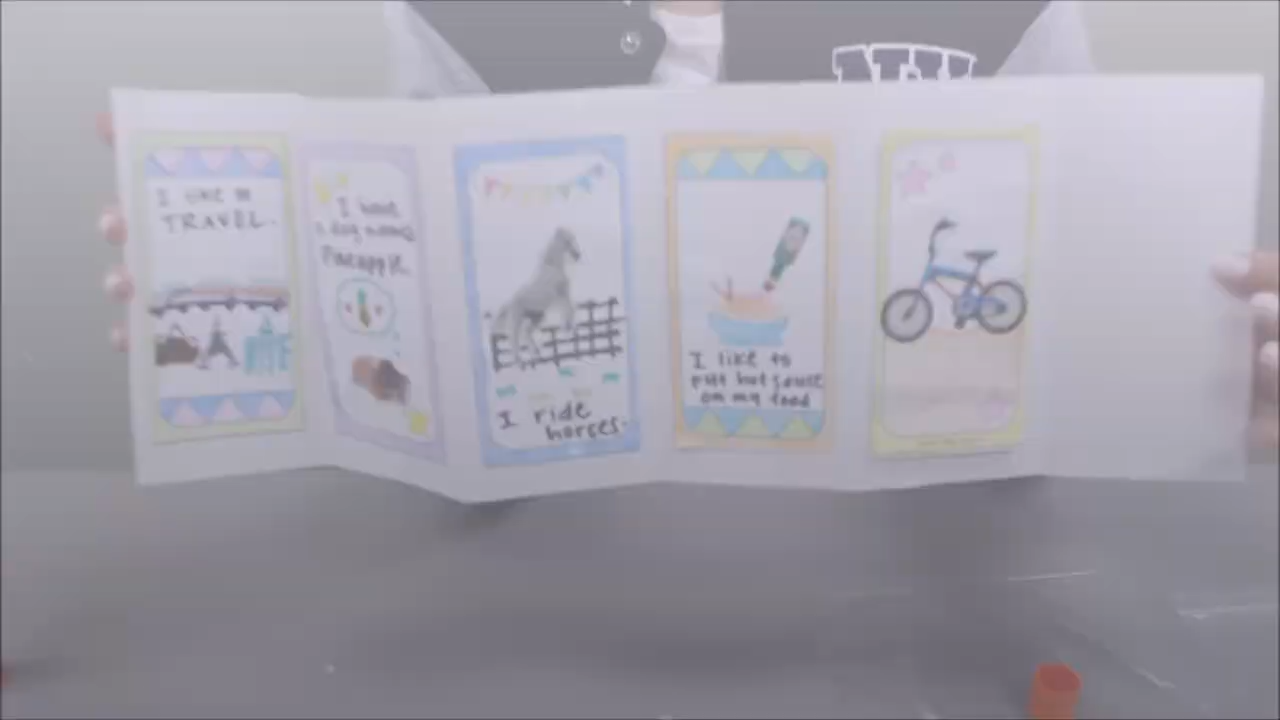 I like to
TRAVEL.
I have
a dog named
Pineapple.
I ride
horses.
I like to
put hot sauce
on my food